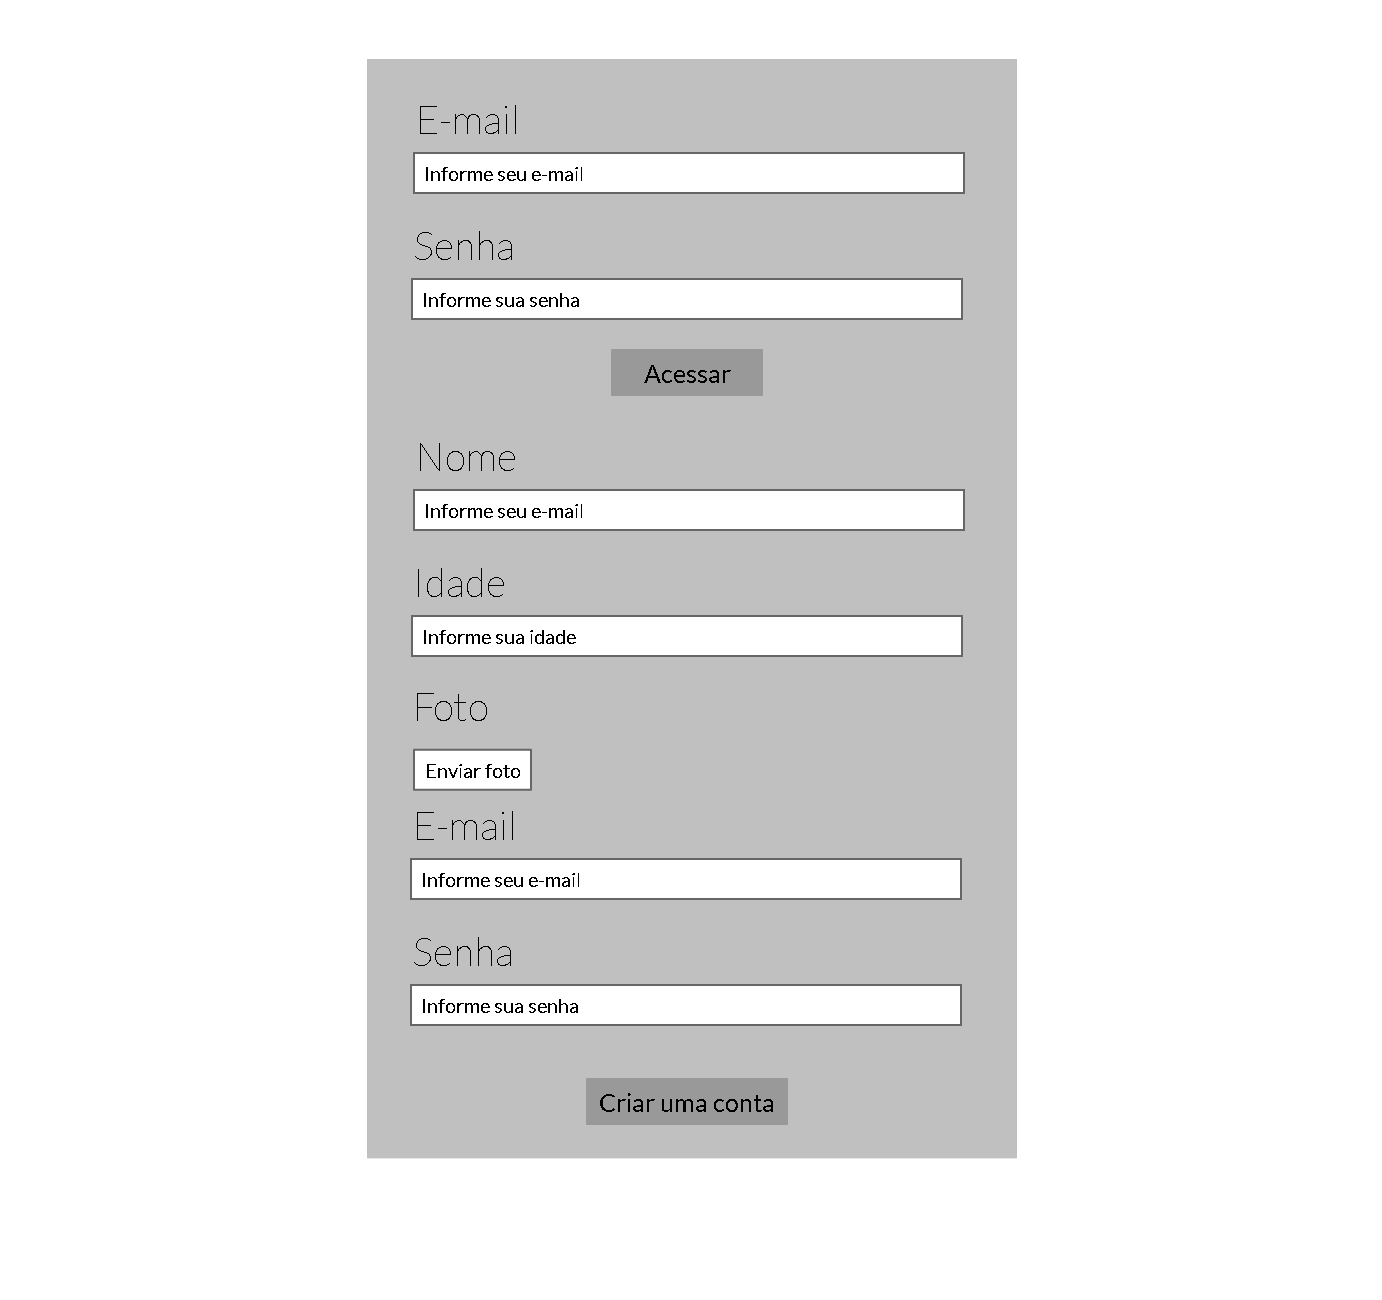 E-mail
Informe seu e-mail
Senha
Informe sua senha
Acessar
Nome
Informe seu e-mail
Idade
Informe sua idade
Foto
Enviar foto
E-mail
Informe seu e-mail
Senha
Informe sua senha
Criar uma conta